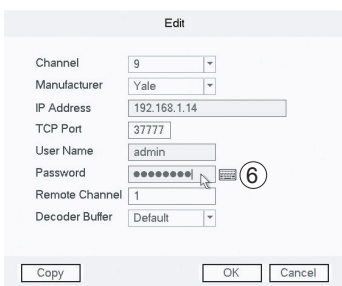 Edit
Channel 9
Manufacturer Yale
IP Address 192.168.1.14
TCP Port 37777
User Name admin
Password ●●●●●●●● 6
Remote Channel 1
Decoder Buffer Default
Copy OK Cancel